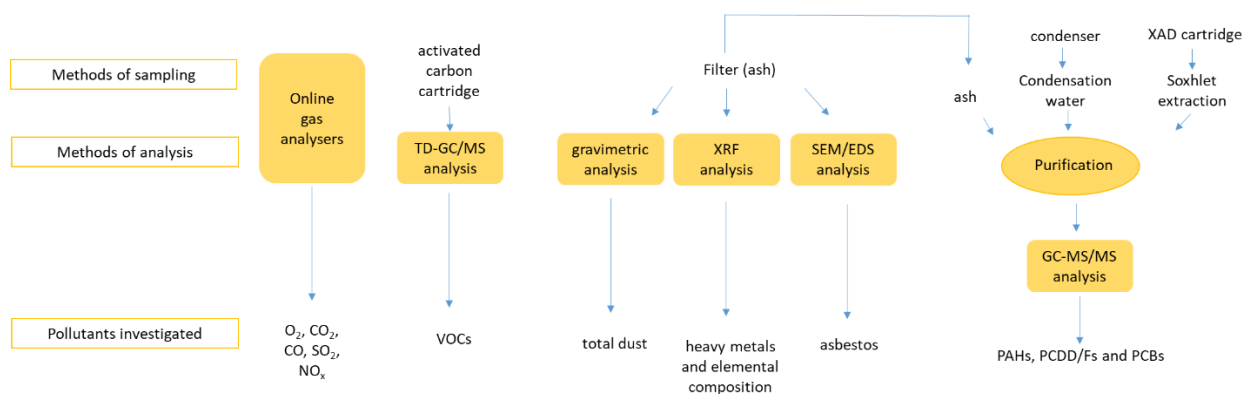 Methods of sampling
Methods of analysis
Pollutants investigated
Online
gas
analysers
O₂, CO₂,
CO, SO₂,
NOₓ
activated
carbon
cartridge
TD-GC/MS
analysis
VOCs
Filter (ash)
gravimetric
analysis
total dust
XRF
analysis
heavy metals
and elemental
composition
SEM/EDS
analysis
asbestos
ash
condenser
Condensation
water
XAD cartridge
Soxhlet
extraction
Purification
GC-MS/MS
analysis
PAHs, PCDD/Fs and PCBs